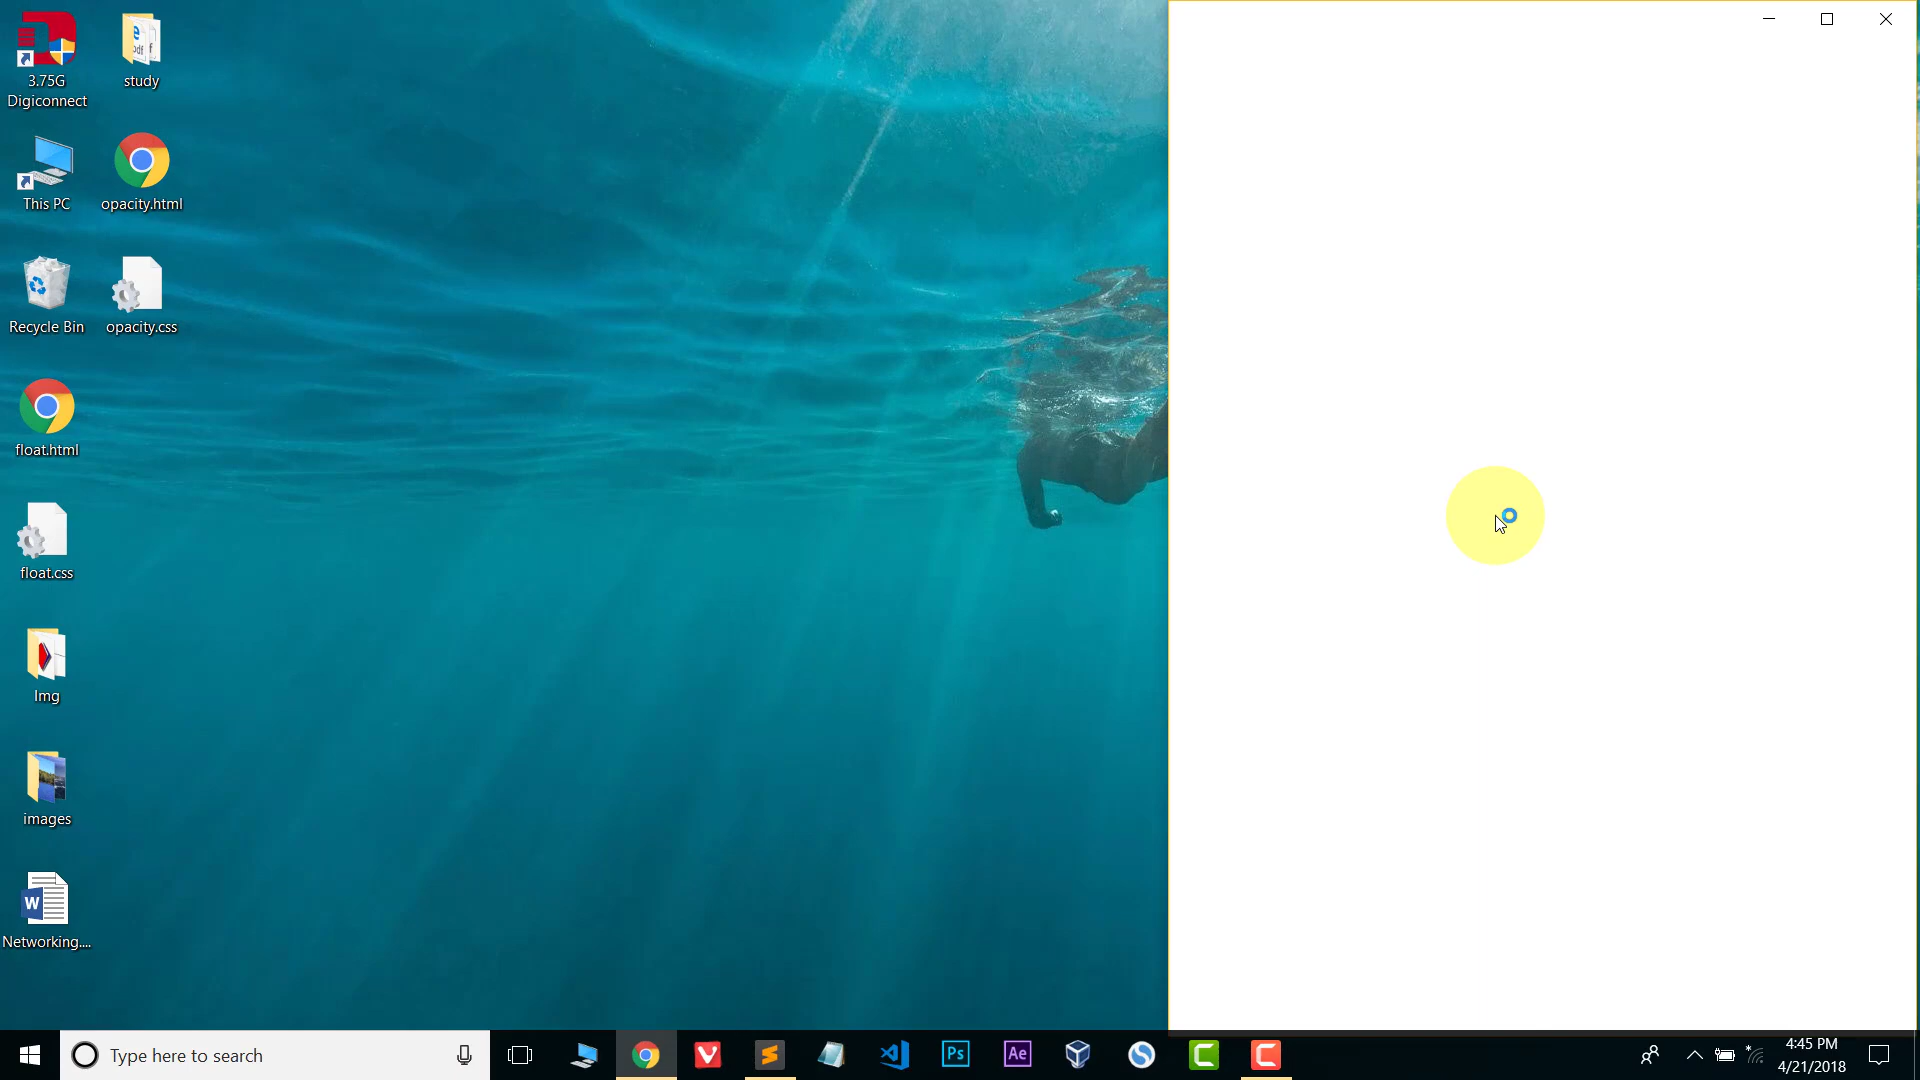 3.75G
Digiconnect
study
This PC
opacity.html
Recycle Bin
opacity.css
float.html
float.css
Img
images
Networking....
Type here to search
Ps
Ae
4:45 PM
4/21/2018